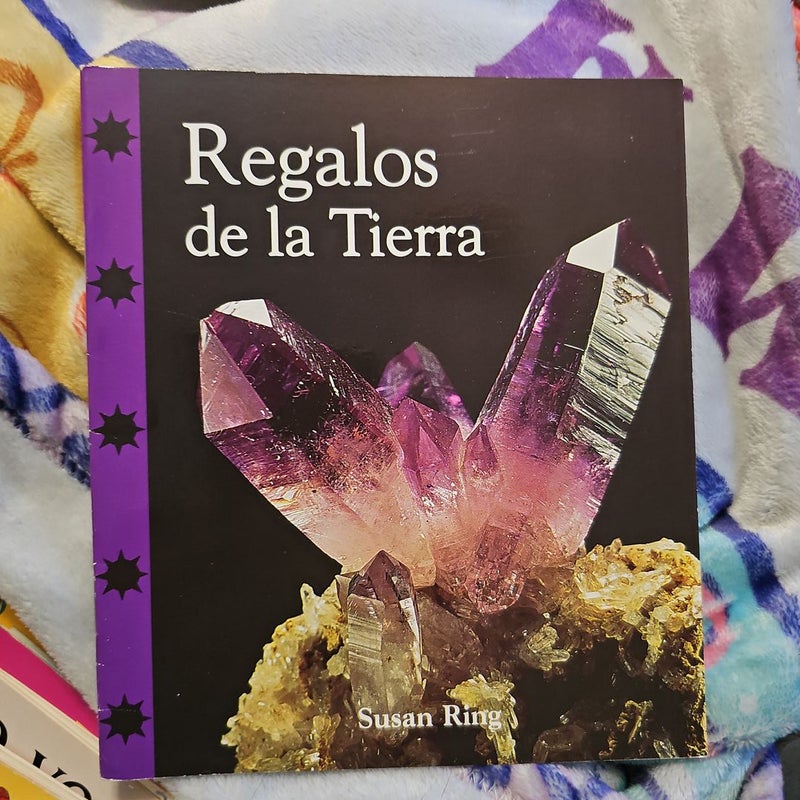 Regalos
de la Tierra
Susan Ring